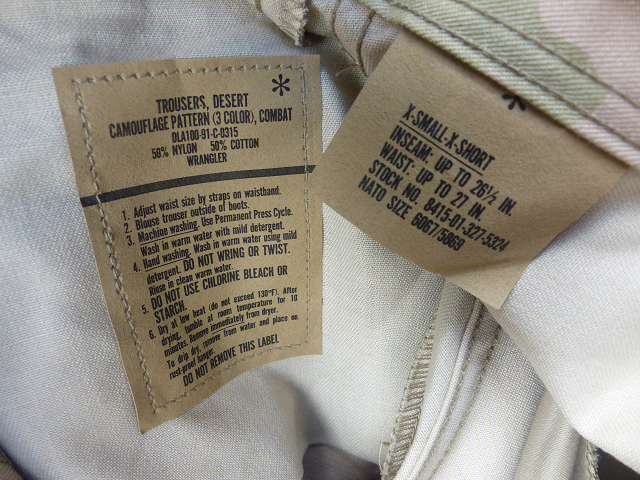 *
TROUSERS, DESERT
CAMOUFLAGE PATTERN (3 COLOR), COMBAT
DLA100-91-C-0315
50% NYLON 50% COTTON
WRANGLER
1. Adjust waist size by straps on waistband.
2. Blouse trouser outside of boots.
3. Machine washing. Use Permanent Press Cycle.
Wash in warm water with mild detergent.
4. Hand washing. Wash in warm water using mild
detergent. DO NOT WRING OR TWIST.
Rinse in clean warm water.
5. DO NOT USE CHLORINE BLEACH OR
STARCH.
6. Dry at low heat (do not exceed 130°F). After
drying, tumble at room temperature for 10
minutes. Remove immediately from dryer.
To drip dry, remove from water and place on
rust-proof hanger.
DO NOT REMOVE THIS LABEL
*
X-SMALL-X-SHORT
INSEAM: UP TO 26½ IN.
WAIST: UP TO 27 IN.
STOCK NO. 8415-01-327-5324
NATO SIZE 6067/5869